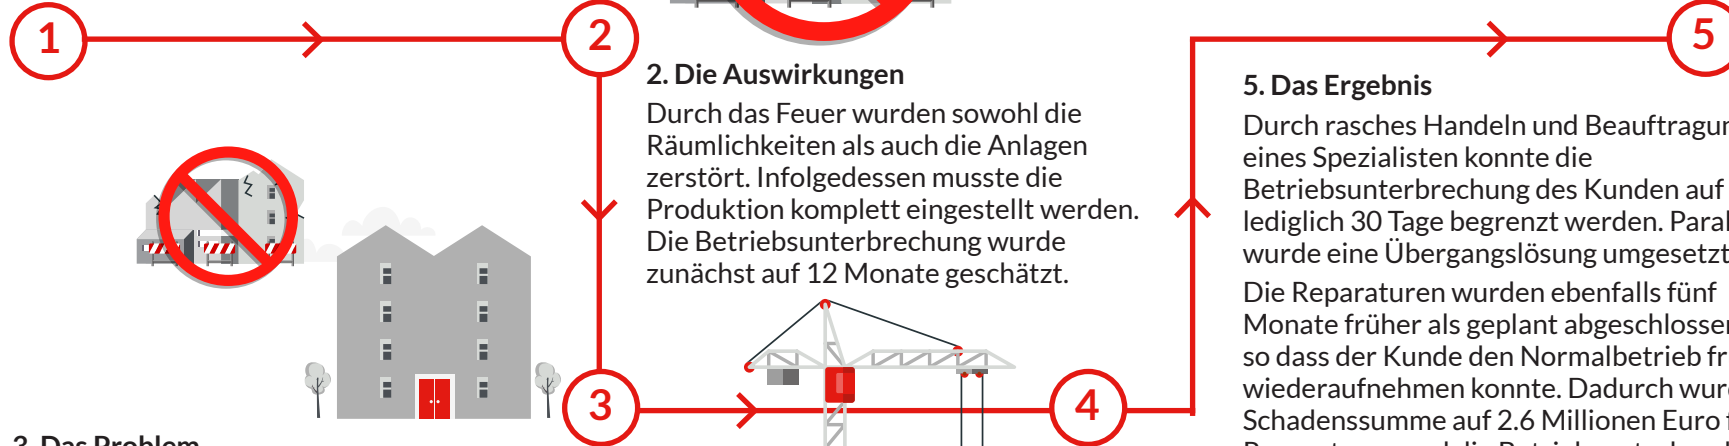 1
2
2. Die Auswirkungen
Durch das Feuer wurden sowohl die
Räumlichkeiten als auch die Anlagen
zerstört. Infolgedessen musste die
Produktion komplett eingestellt werden.
Die Betriebsunterbrechung wurde
zunächst auf 12 Monate geschätzt.
3
3. Das Problem
4
5
5. Das Ergebnis
Durch rasches Handeln und Beauftragun
eines Spezialisten konnte die
Betriebsunterbrechung des Kunden auf
lediglich 30 Tage begrenzt werden. Paral
wurde eine Übergangslösung umgesetzt
Die Reparaturen wurden ebenfalls fünf
Monate früher als geplant abgeschlossen
so dass der Kunde den Normalbetrieb fr
wiederaufnehmen konnte. Dadurch wur
Schadenssumme auf 2.6 Millionen Euro